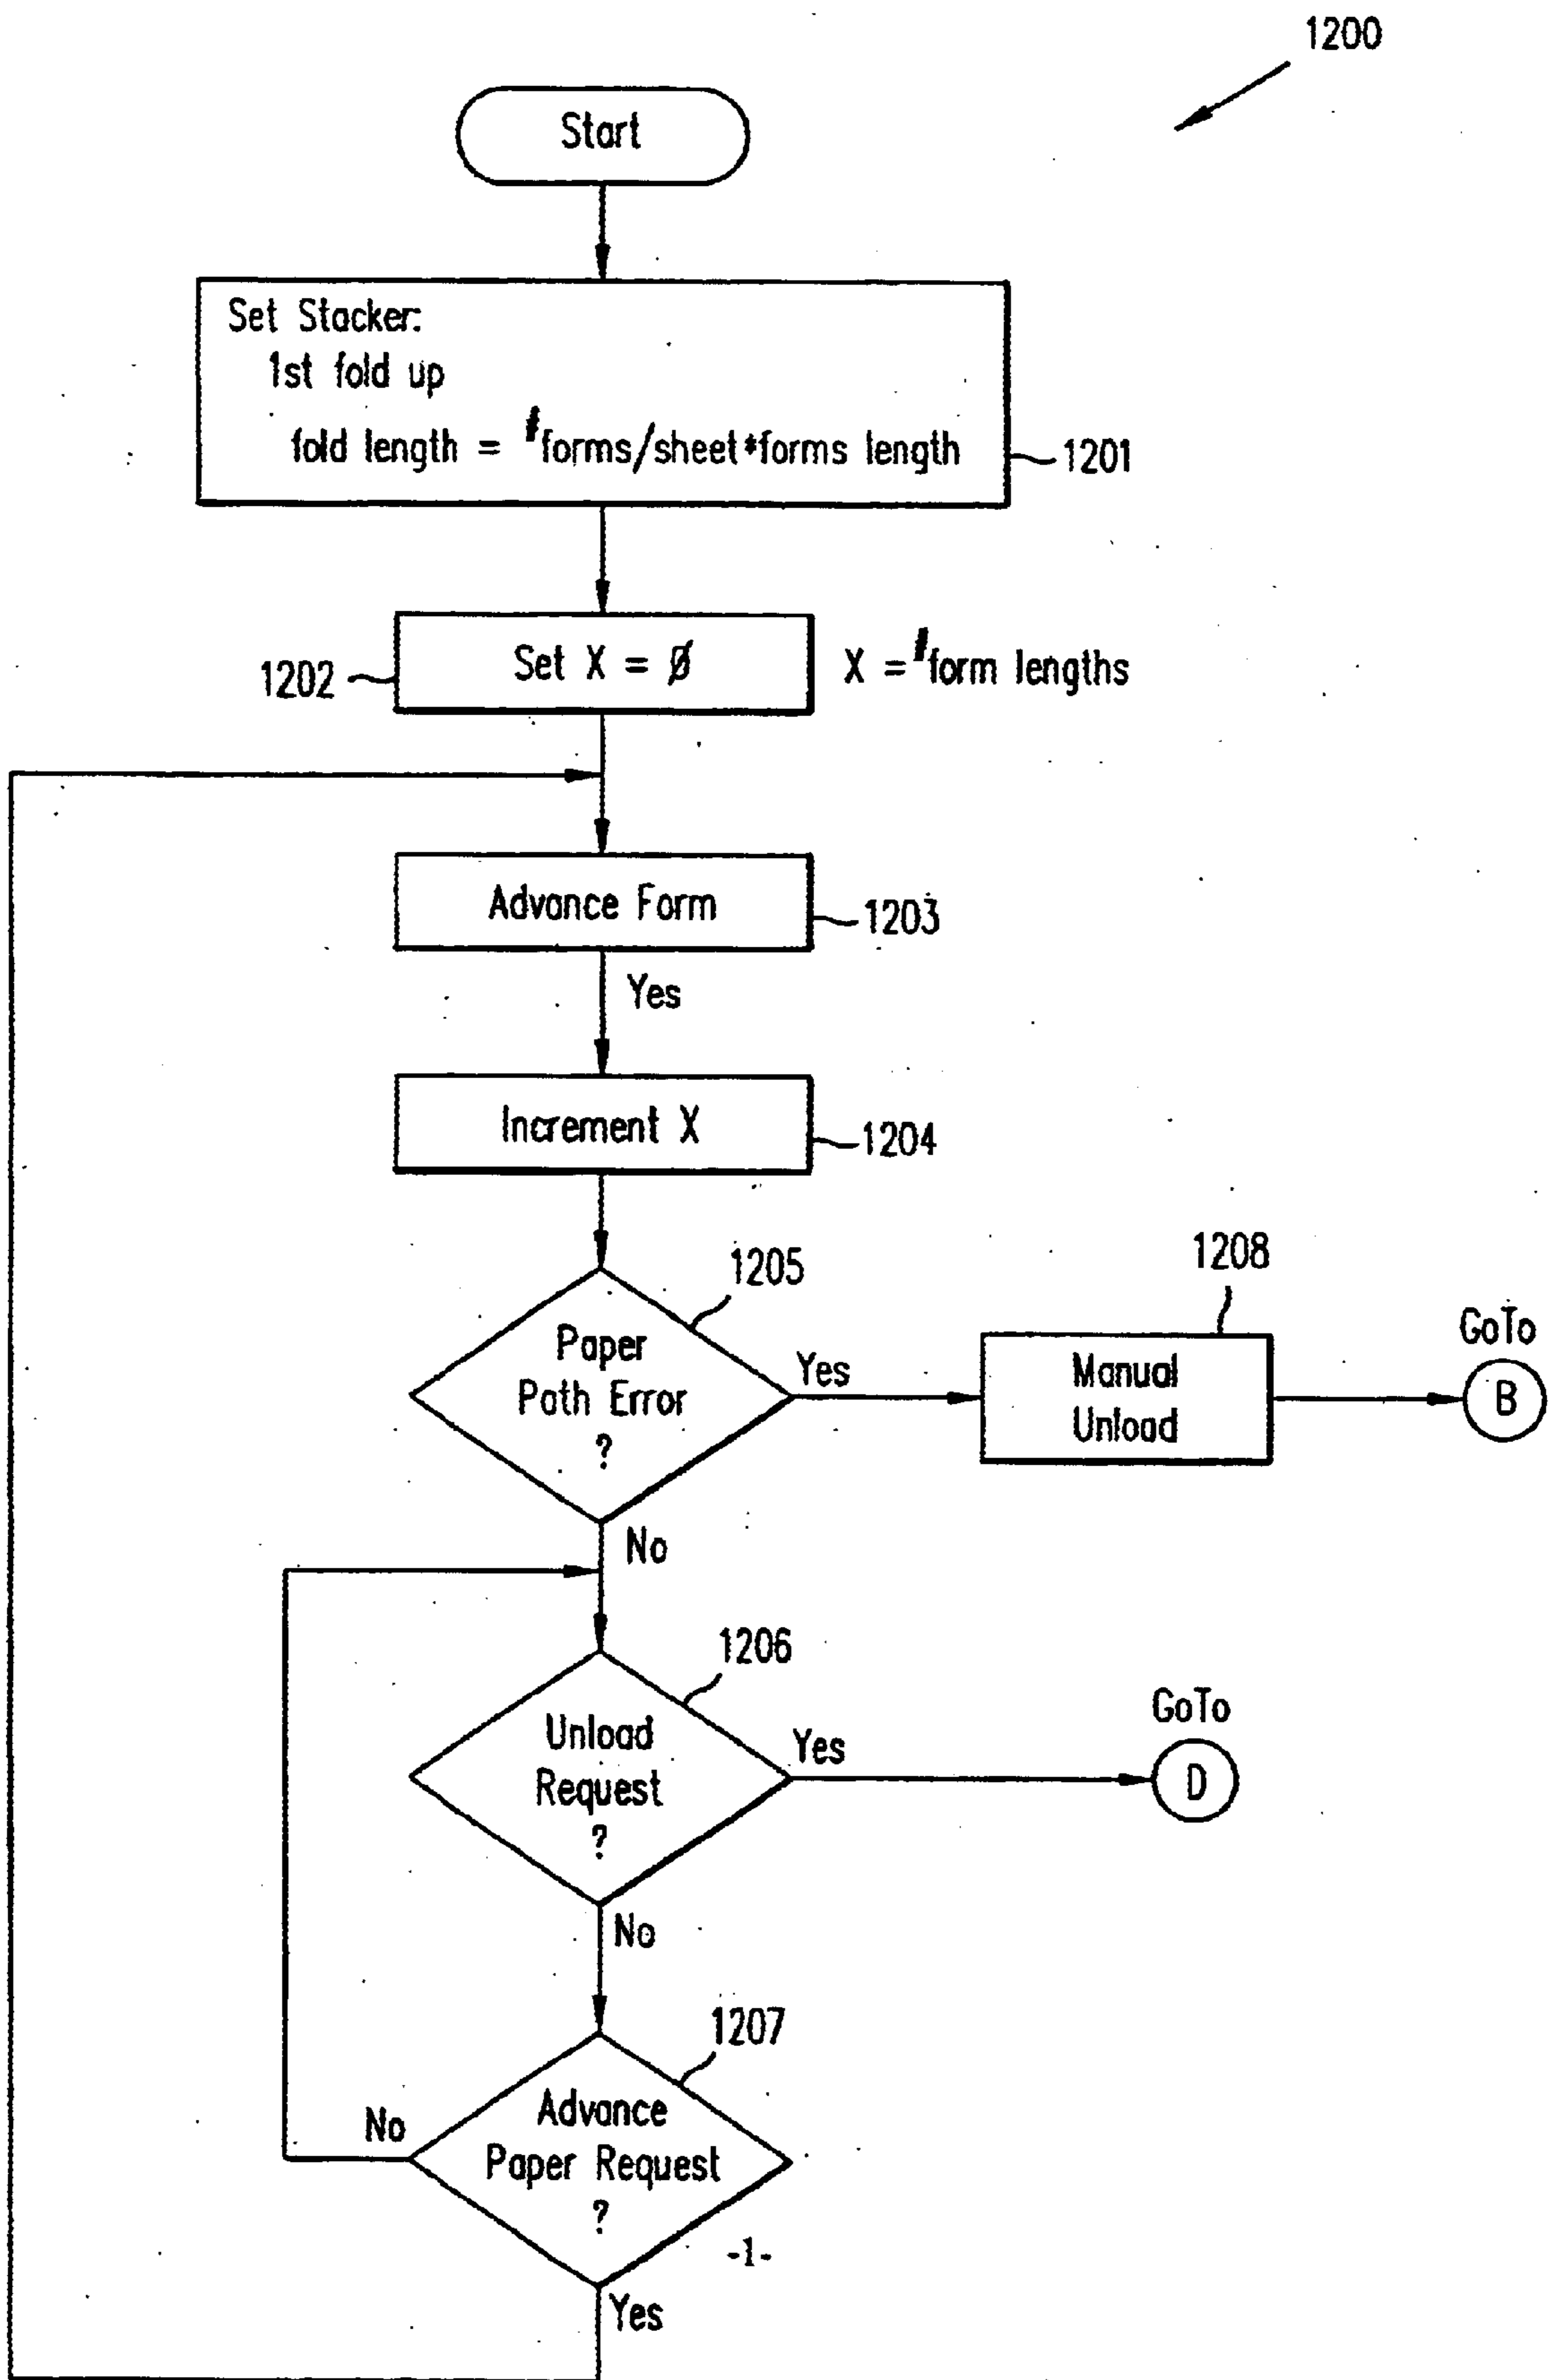 1200
Start
Set Stacker:
1st fold up
fold length = #forms/sheet*forms length
1201
1202
Set X = Ø
X = #form lengths
Advance Form
1203
Yes
Increment X
1204
1205
Paper
Path Error
?
Yes
No
1208
Manual
Unload
GoTo
B
1206
Unload
Request
?
Yes
No
GoTo
D
1207
Advance
Paper Request
?
No
-1-
Yes